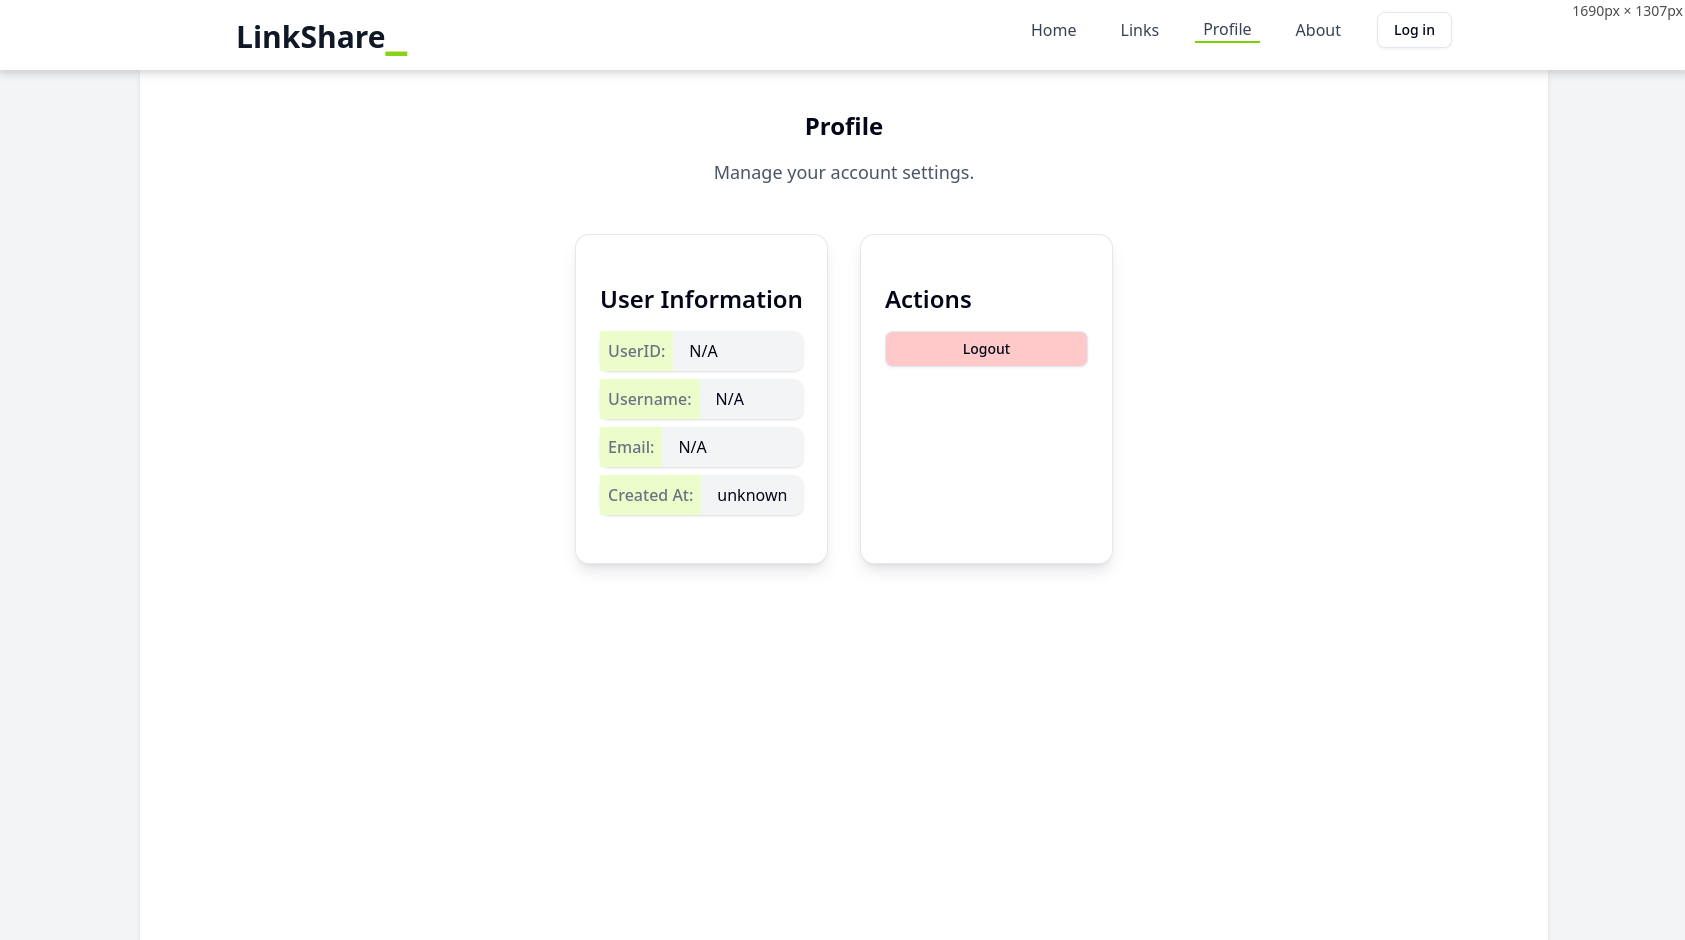 1690px × 1307px
LinkShare_
Home Links Profile About Log in
Profile
Manage your account settings.
User Information
UserID: N/A
Username: N/A
Email: N/A
Created At: unknown
Actions
Logout